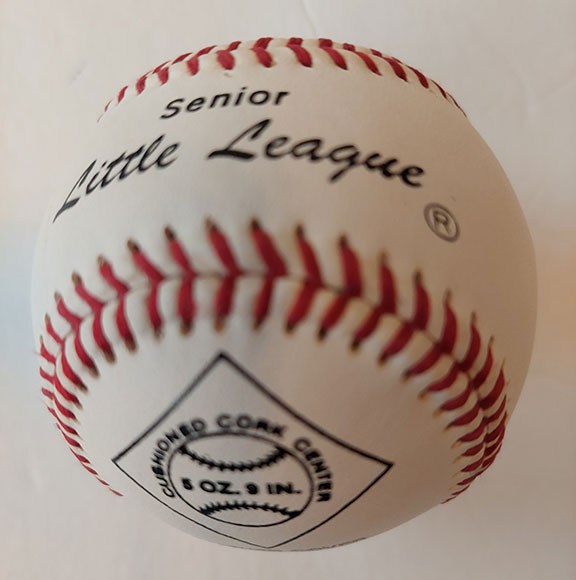 Senior
Little League
®
CUSHIONED CORK CENTER
5 OZ. 9 IN.